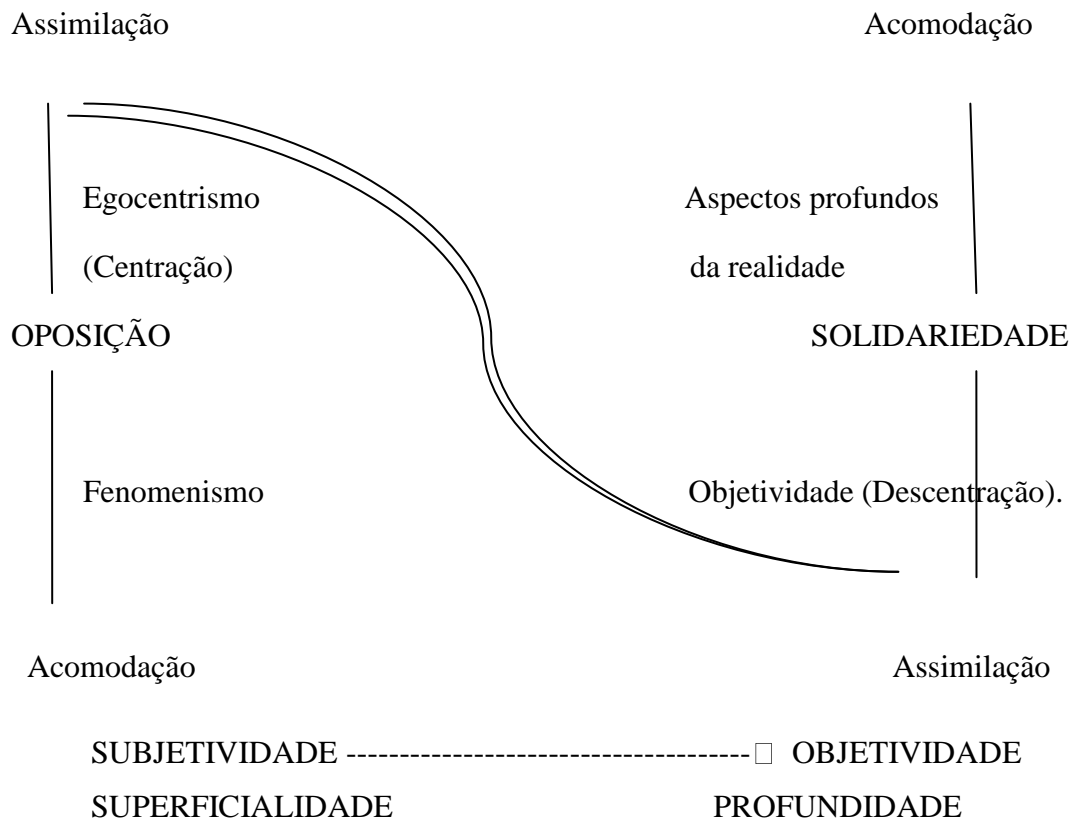 Assimilação Acomodação
Egocentrismo Aspectos profundos
(Centração) da realidade
OPOSIÇÃO SOLIDARIEDADE
Fenomenismo Objetividade (Descentração).
Acomodação Assimilação
SUBJETIVIDADE -------------------------------------- □ OBJETIVIDADE
SUPERFICIALIDADE PROFUNDIDADE